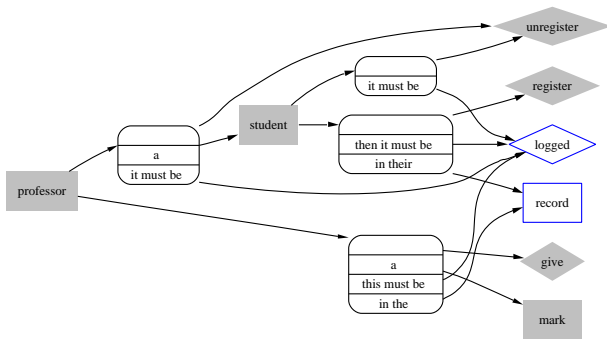 unregister
it must be
register
student
then it must be
in their
logged
a
it must be
professor
record
a
this must be
in the
give
mark